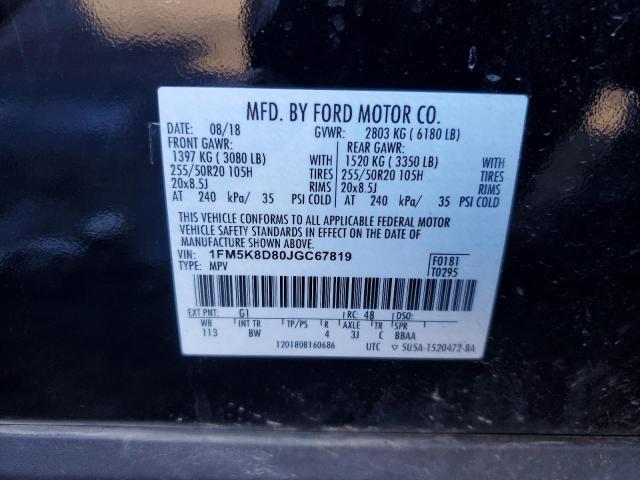 MFD. BY FORD MOTOR CO.
DATE: 08/18 GVWR: 2803 KG ( 6180 LB)
FRONT GAWR: REAR GAWR:
1397 KG ( 3080 LB) WITH 1520 KG ( 3350 LB) WITH
255/50R20 105H TIRES 255/50R20 105H TIRES
20x8.5J RIMS 20x8.5J RIMS
AT 240 kPa/ 35 PSI COLD AT 240 kPa/ 35 PSI COLD
THIS VEHICLE CONFORMS TO ALL APPLICABLE FEDERAL MOTOR
VEHICLE SAFETY STANDARDS IN EFFECT ON THE DATE OF
MANUFACTURE SHOWN ABOVE.
VIN: 1FM5K8D80JGC67819 F0181
TYPE: MPV T0295
EXT PNT: G1 RC: 48 DSO:
WB INT TR TP/PS R AXLE TR SPR
113 BW 4 3J C BBAA
1201808160686 UTC ▽ 5USA-1520472-BA